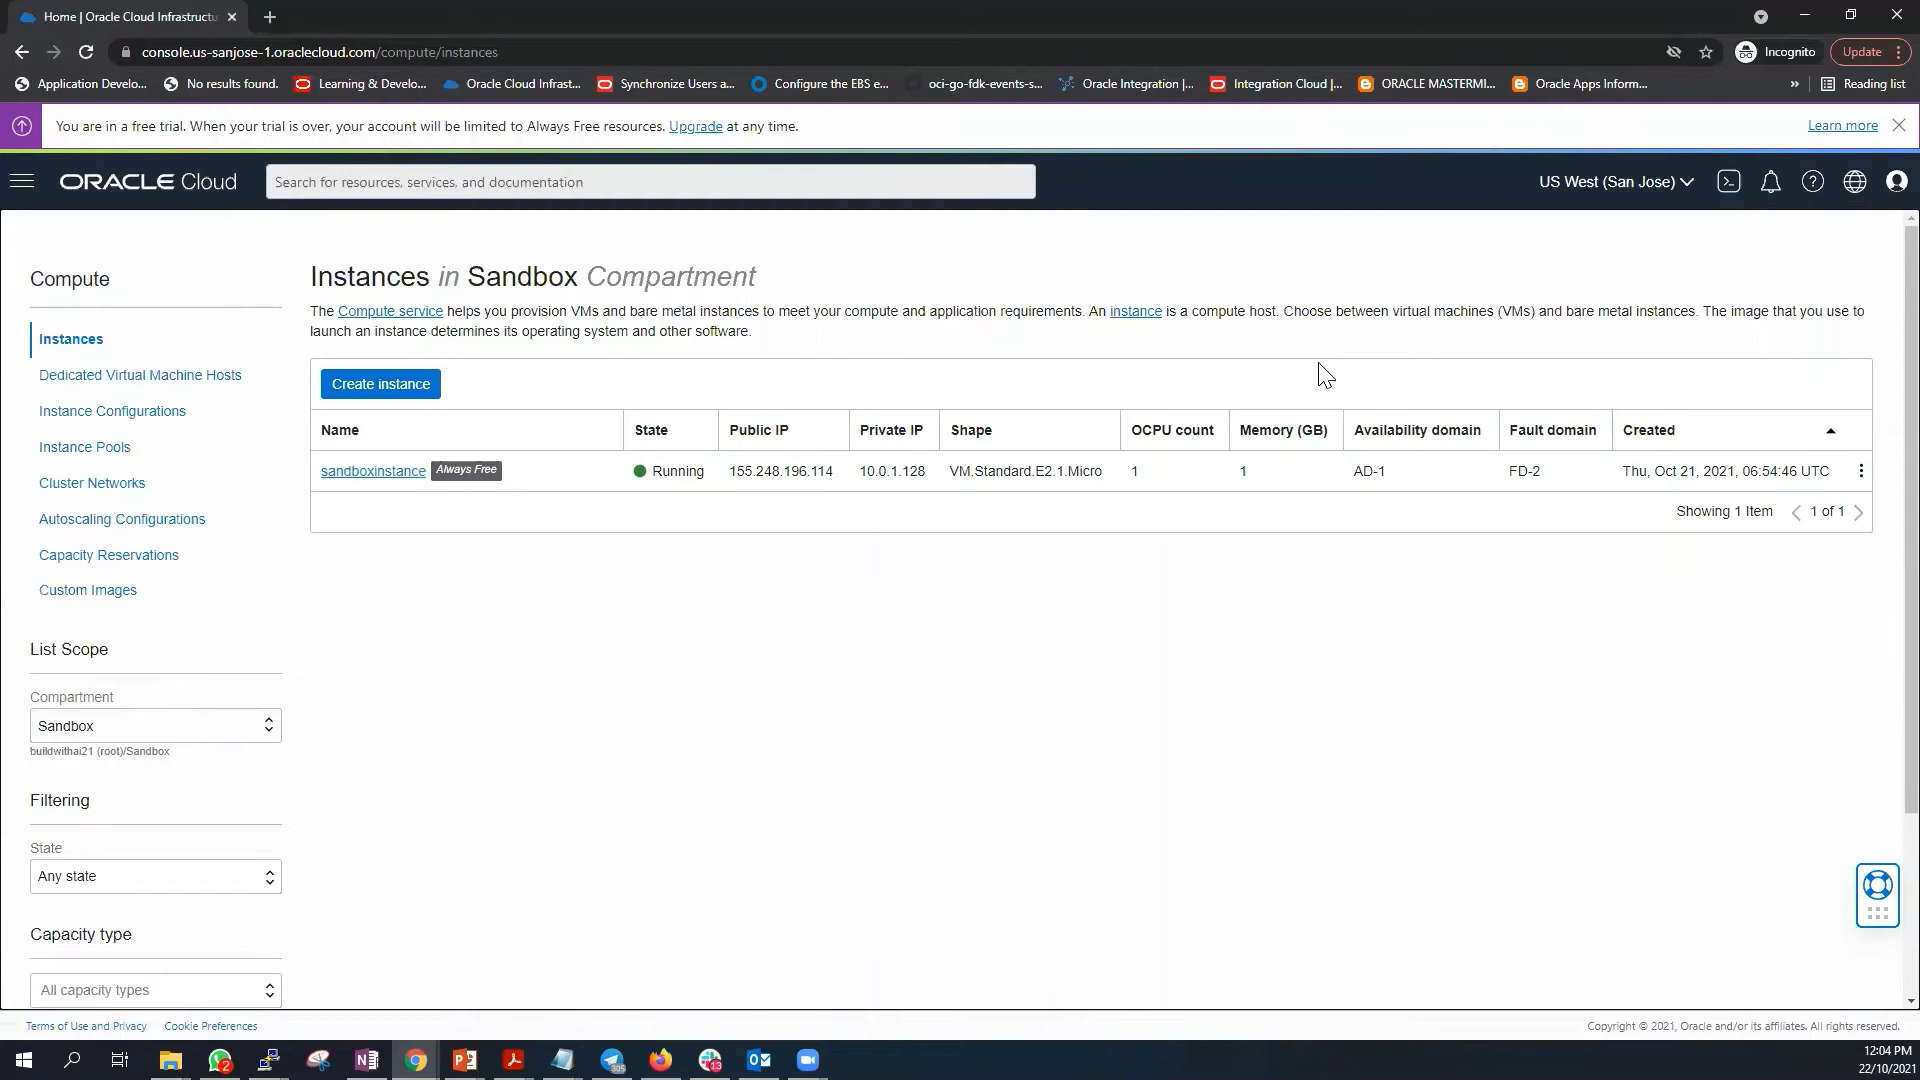 Home | Oracle Cloud Infrastructu
console.us-sanjose-1.oraclecloud.com/compute/instances
Incognito
Update
Application Develo...
No results found.
Learning & Develo...
Oracle Cloud Infrast...
Synchronize Users a...
Configure the EBS e...
oci-go-fdk-events-s...
Oracle Integration |...
Integration Cloud |...
ORACLE MASTERMI...
Oracle Apps Inform...
»
Reading list
You are in a free trial. When your trial is over, your account will be limited to Always Free resources. Upgrade at any time.
Learn more
ORACLE Cloud
Search for resources, services, and documentation
US West (San Jose)
Compute
Instances
Dedicated Virtual Machine Hosts
Instance Configurations
Instance Pools
Cluster Networks
Autoscaling Configurations
Capacity Reservations
Custom Images
List Scope
Compartment
Sandbox
buildwithai21 (root)/Sandbox
Filtering
State
Any state
Capacity type
All capacity types
Instances in Sandbox Compartment
The Compute service helps you provision VMs and bare metal instances to meet your compute and application requirements. An instance is a compute host. Choose between virtual machines (VMs) and bare metal instances. The image that you use to
launch an instance determines its operating system and other software.
Create instance
Name State Public IP Private IP Shape OCPU count Memory (GB) Availability domain Fault domain Created
sandboxinstance Always Free Running 155.248.196.114 10.0.1.128 VM.Standard.E2.1.Micro 1 1 AD-1 FD-2 Thu, Oct 21, 2021, 06:54:46 UTC
Showing 1 Item 1 of 1
Terms of Use and Privacy Cookie Preferences
Copyright © 2021, Oracle and/or its affiliates. All rights reserved.
2
305
13
12:04 PM
22/10/2021